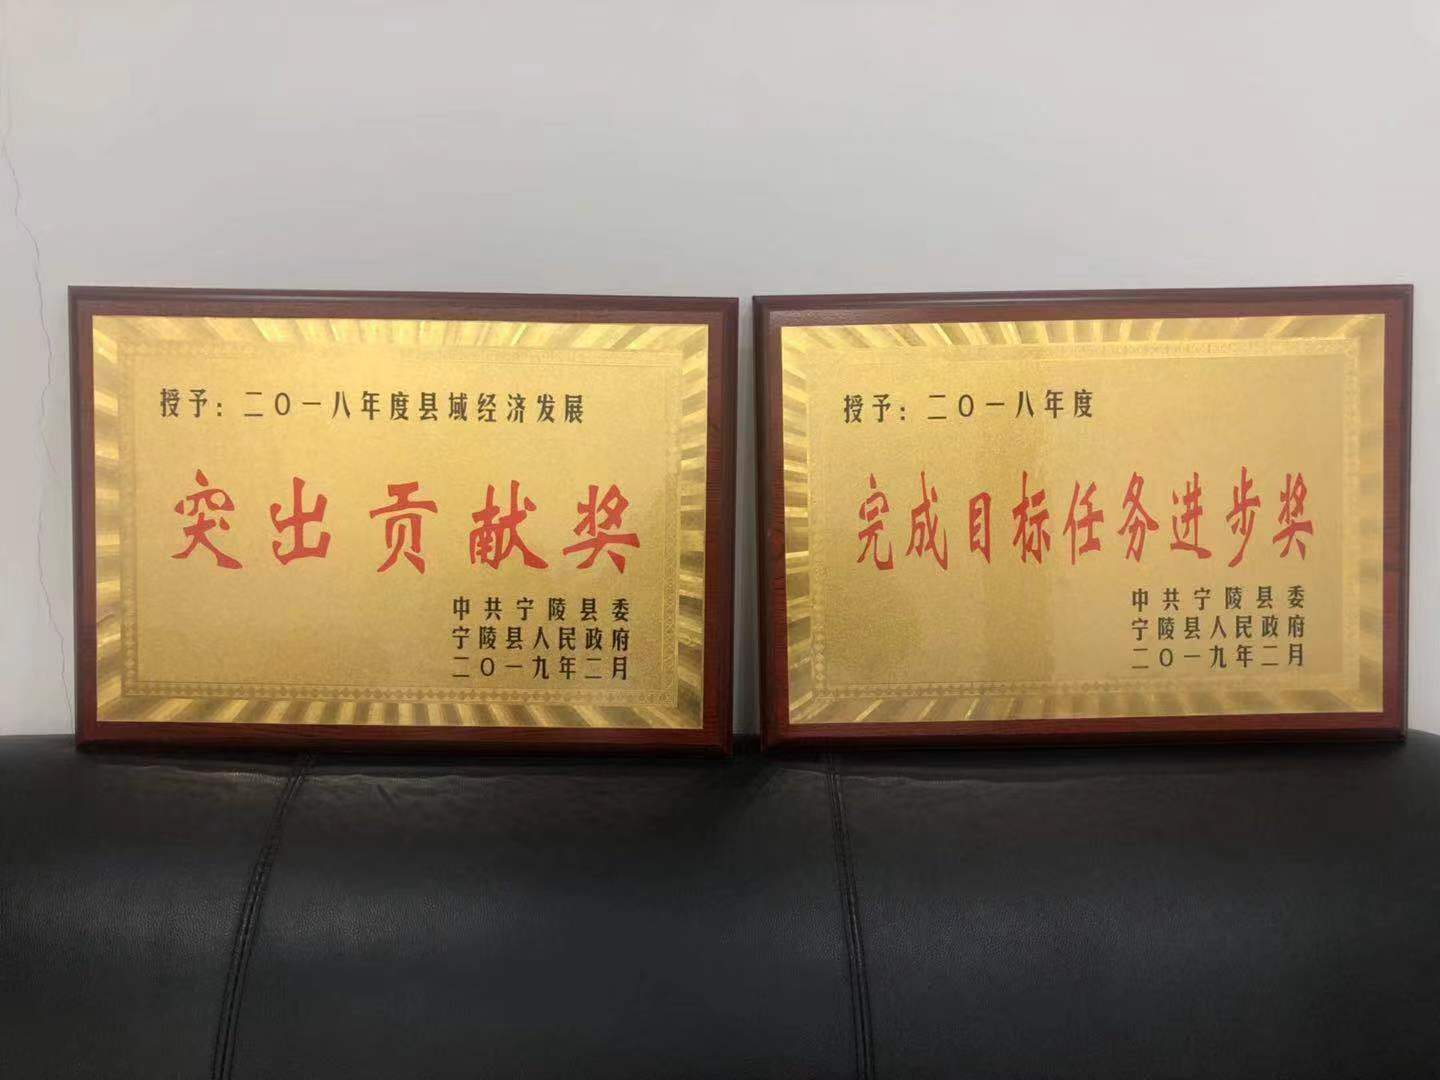 授予：二〇一八年度县域经济发展
突出贡献奖
中共宁陵县委
宁陵县人民政府
二〇一九年二月
授予：二〇一八年度
完成目标任务进步奖
中共宁陵县委
宁陵县人民政府
二〇一九年二月